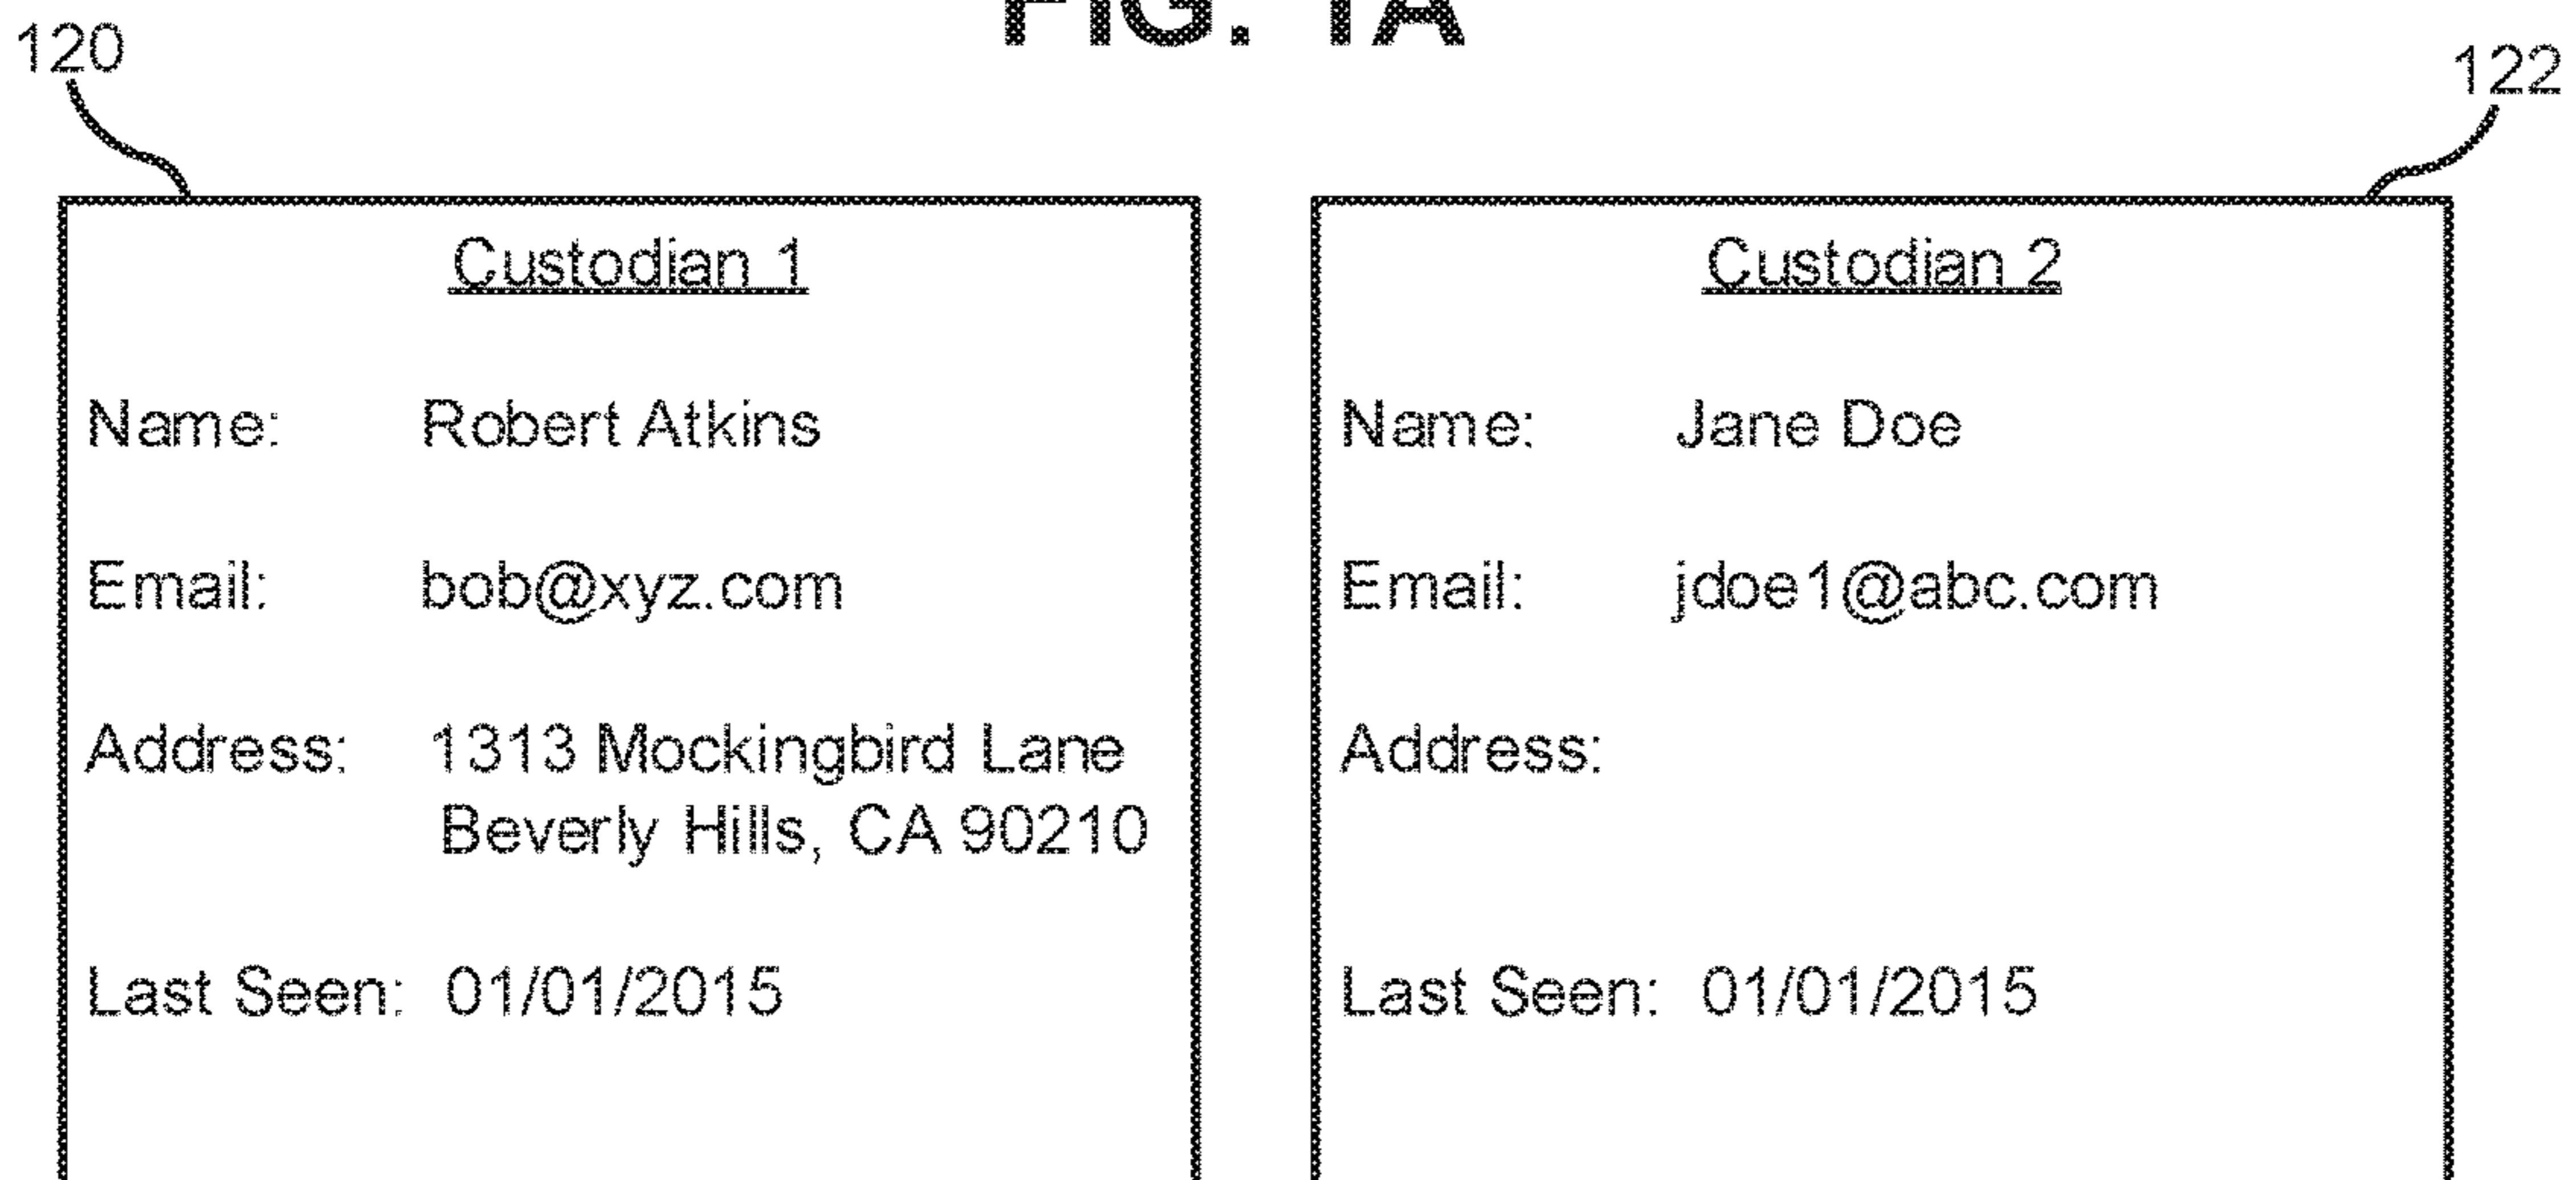 FIG. 1A
120
122
Custodian 1
Name: Robert Atkins
Email: bob@xyz.com
Address: 1313 Mockingbird Lane
Beverly Hills, CA 90210
Last Seen: 01/01/2015
Custodian 2
Name: Jane Doe
Email: jdoe1@abc.com
Address:
Last Seen: 01/01/2015